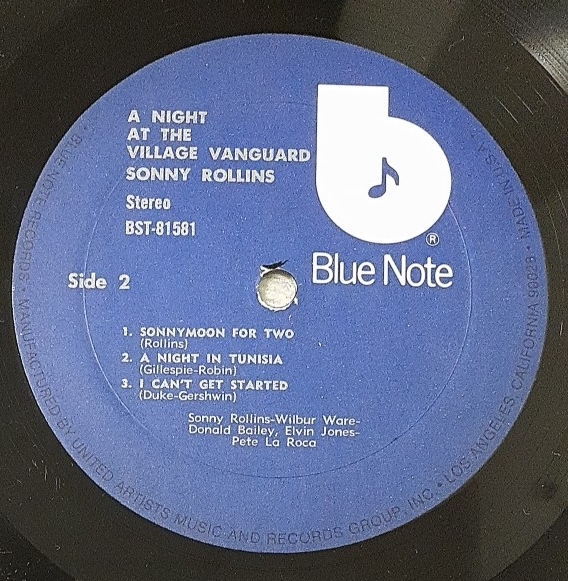 A NIGHT
AT THE
VILLAGE VANGUARD
SONNY ROLLINS
Stereo
BST-81581
®
Blue Note
Side 2
1. SONNYMOON FOR TWO
(Rollins)
2. A NIGHT IN TUNISIA
(Gillespie-Robin)
3. I CAN'T GET STARTED
(Duke-Gershwin)
Sonny Rollins-Wilbur Ware-
Donald Bailey, Elvin Jones-
Pete La Roca
• BLUE NOTE RECORDS • MANUFACTURED BY UNITED ARTISTS MUSIC AND RECORDS GROUP, INC. • LOS ANGELES, CALIFORNIA 90028 • MADE IN U.S.A. •